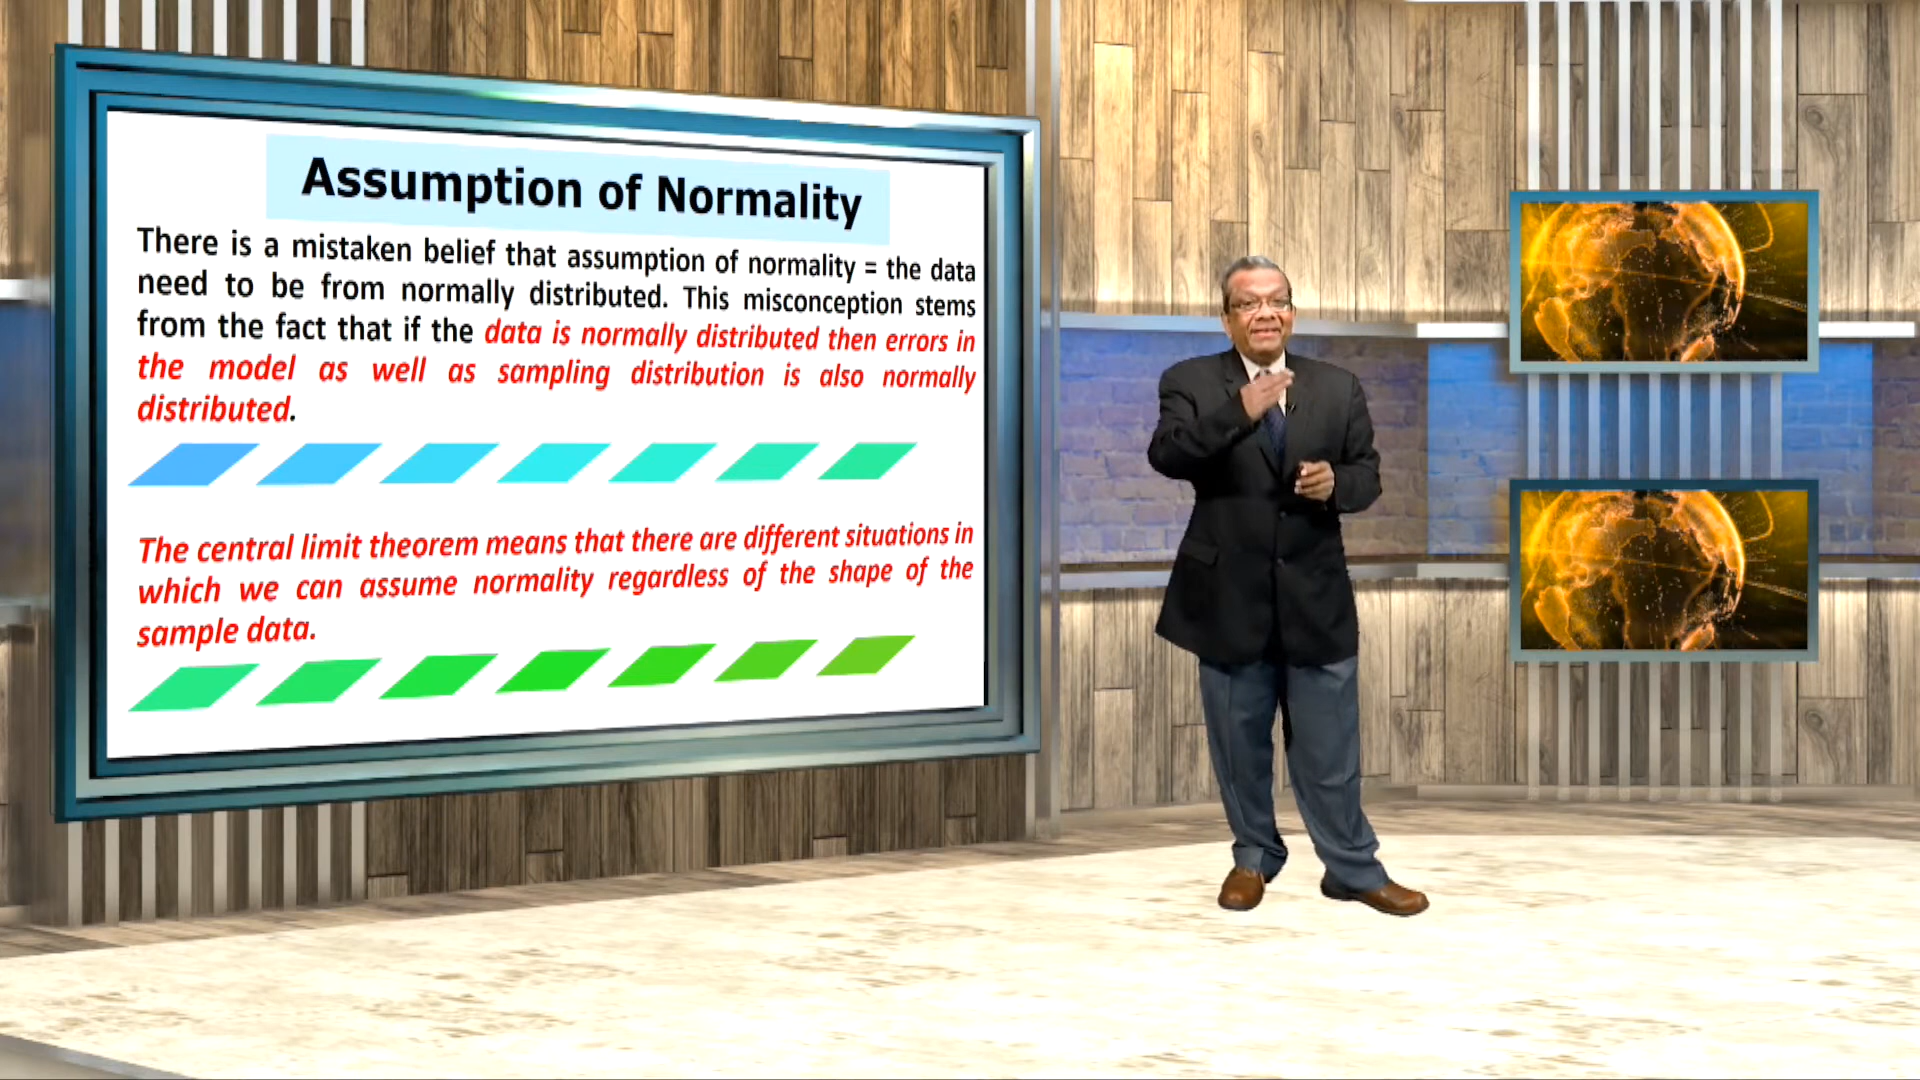 Assumption of Normality
There is a mistaken belief that assumption of normality = the data
need to be from normally distributed. This misconception stems
from the fact that if the data is normally distributed then errors in
the model as well as sampling distribution is also normally
distributed.
The central limit theorem means that there are different situations in
which we can assume normality regardless of the shape of the
sample data.